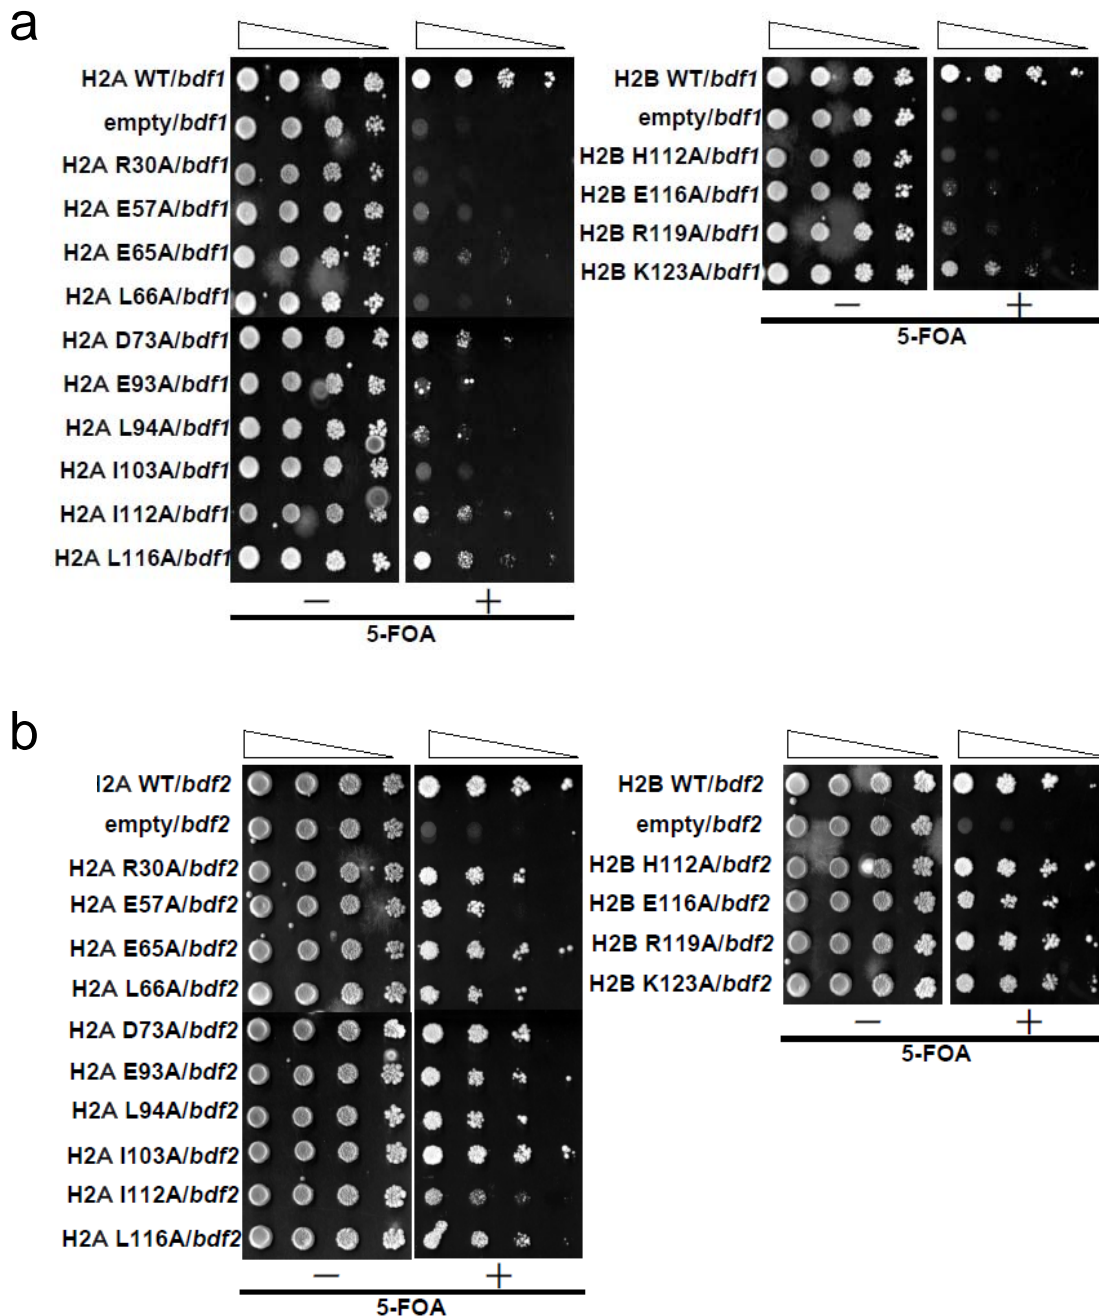 a
H2A WT/bdf1
empty/bdf1
H2A R30A/bdf1
H2A E57A/bdf1
H2A E65A/bdf1
H2A L66A/bdf1
H2A D73A/bdf1
H2A E93A/bdf1
H2A L94A/bdf1
H2A I103A/bdf1
H2A I112A/bdf1
H2A L116A/bdf1
– +
5-FOA
H2B WT/bdf1
empty/bdf1
H2B H112A/bdf1
H2B E116A/bdf1
H2B R119A/bdf1
H2B K123A/bdf1
– +
5-FOA
b
I2A WT/bdf2
empty/bdf2
H2A R30A/bdf2
H2A E57A/bdf2
H2A E65A/bdf2
H2A L66A/bdf2
H2A D73A/bdf2
H2A E93A/bdf2
H2A L94A/bdf2
H2A I103A/bdf2
H2A I112A/bdf2
H2A L116A/bdf2
– +
5-FOA
H2B WT/bdf2
empty/bdf2
H2B H112A/bdf2
H2B E116A/bdf2
H2B R119A/bdf2
H2B K123A/bdf2
– +
5-FOA